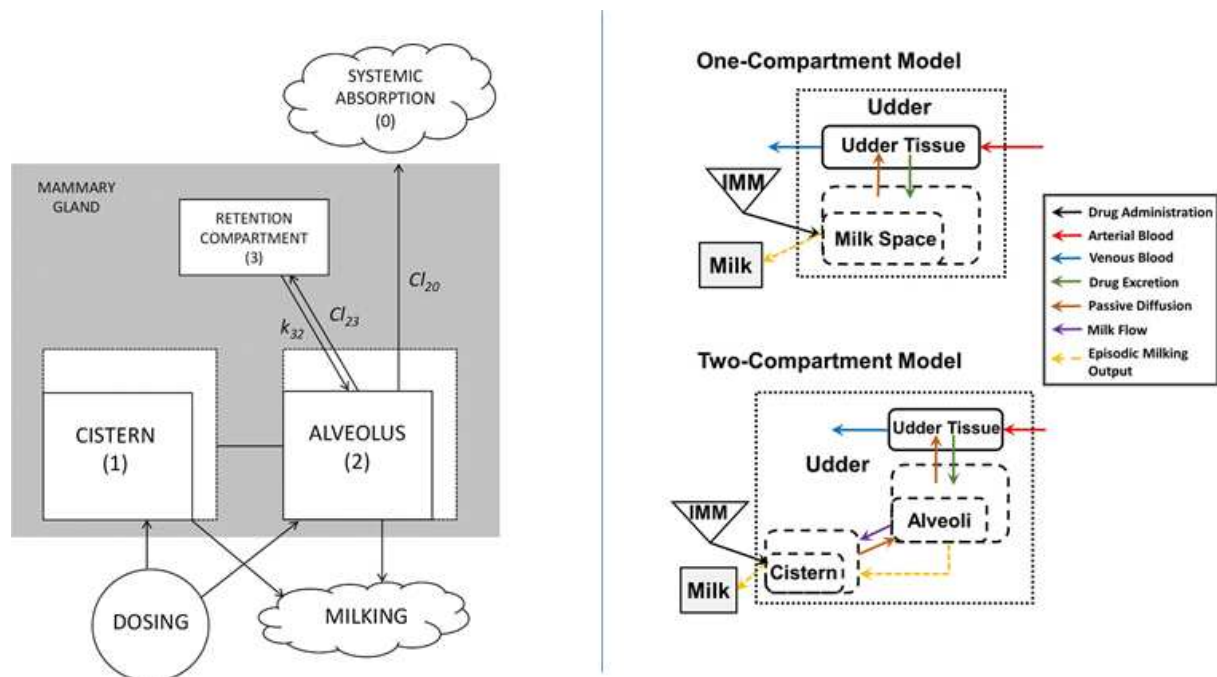 SYSTEMIC
ABSORPTION
(0)
MAMMARY
GLAND
RETENTION
COMPARTMENT
(3)
Cl20
Cl23
k32
CISTERN
(1)
ALVEOLUS
(2)
DOSING
MILKING
One-Compartment Model
Udder
Udder Tissue
IMM
Milk Space
Milk
Drug Administration
Arterial Blood
Venous Blood
Drug Excretion
Passive Diffusion
Milk Flow
Episodic Milking
Output
Two-Compartment Model
Udder Tissue
Udder
IMM
Alveoli
Cistern
Milk